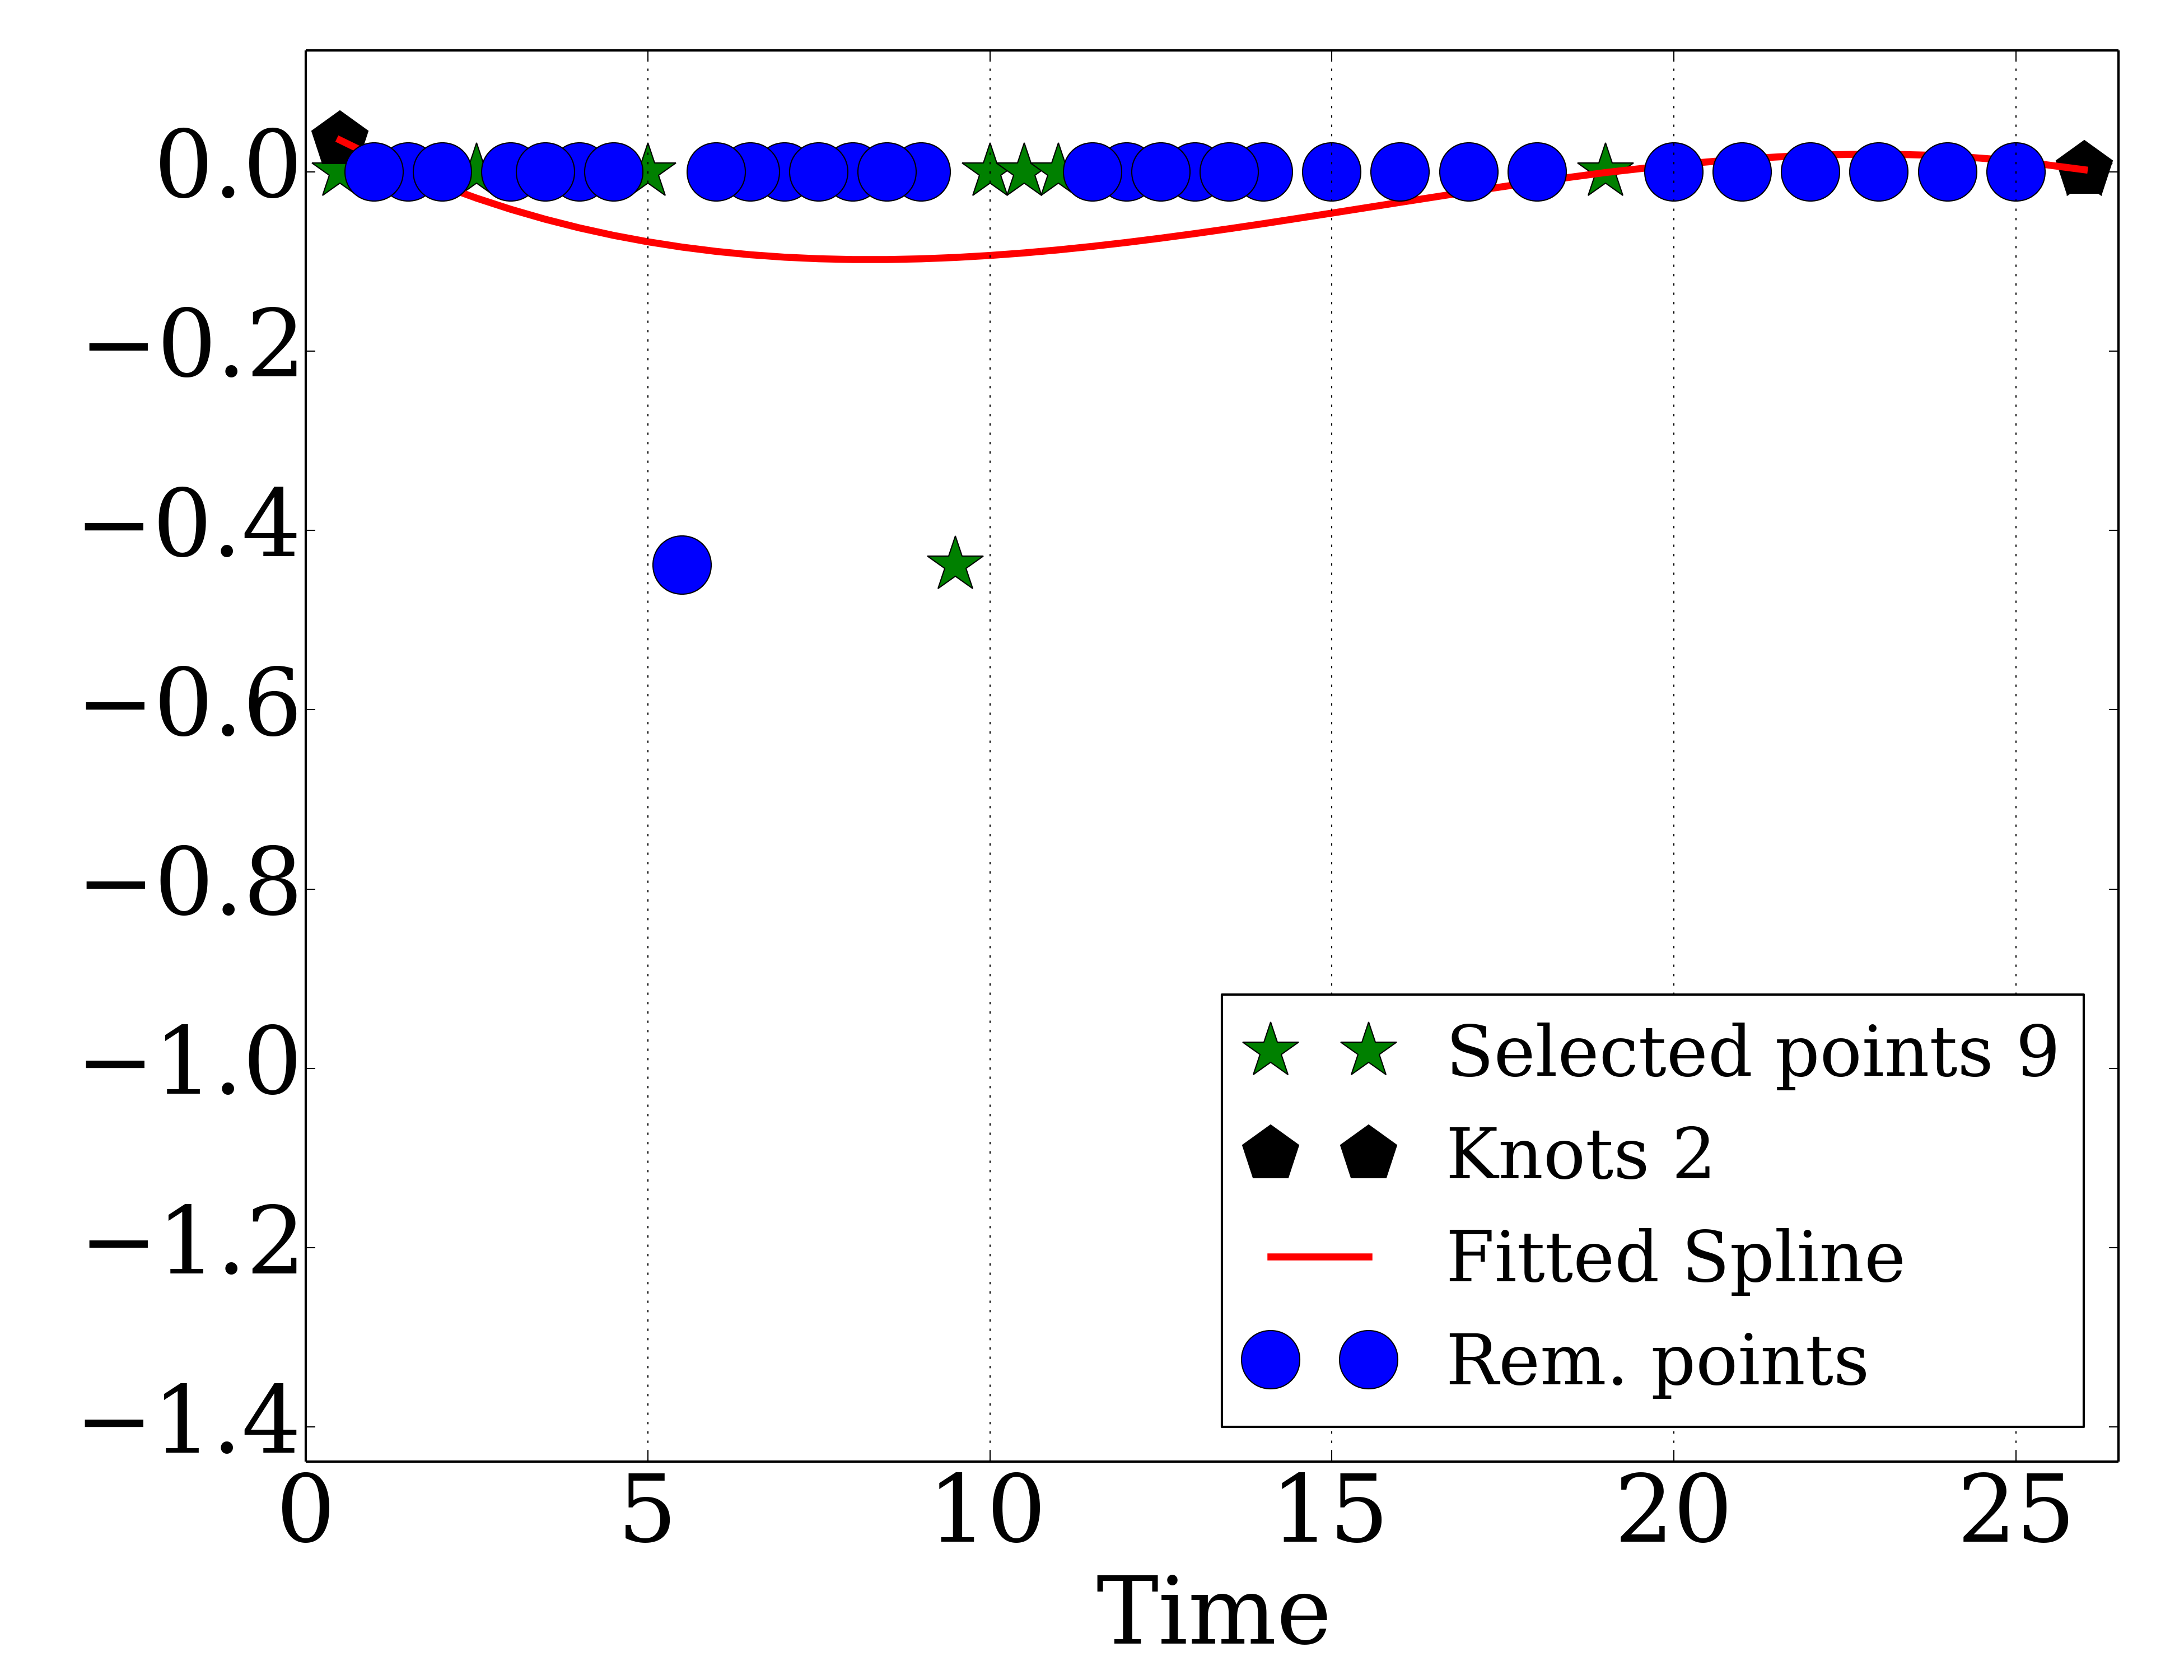 0.0
−0.2
−0.4
−0.6
−0.8
−1.0
−1.2
−1.4
Selected points 9
Knots 2
Fitted Spline
Rem. points
0 5 10 15 20 25
Time